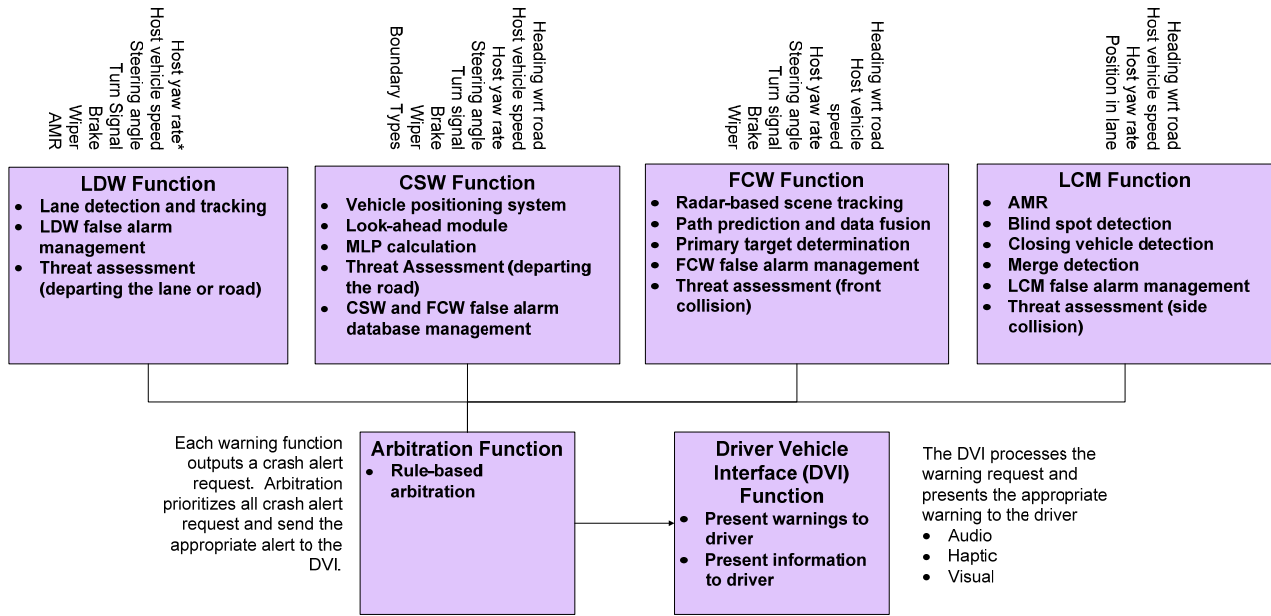 Host yaw rate*
Host vehicle speed
Steering angle
Turn Signal
Brake
Wiper
AMR
Heading wrt road
Host vehicle speed
Host yaw rate
Steering angle
Turn signal
Brake
Wiper
Boundary Types
Heading wrt road
Host vehicle
speed
Host yaw rate
Steering angle
Turn signal
Brake
Wiper
Heading wrt road
Host vehicle speed
Host yaw rate
Position in lane
LDW Function
• Lane detection and tracking
• LDW false alarm
management
• Threat assessment
(departing the lane or road)
CSW Function
• Vehicle positioning system
• Look-ahead module
• MLP calculation
• Threat Assessment (departing
the road)
• CSW and FCW false alarm
database management
FCW Function
• Radar-based scene tracking
• Path prediction and data fusion
• Primary target determination
• FCW false alarm management
• Threat assessment (front
collision)
LCM Function
• AMR
• Blind spot detection
• Closing vehicle detection
• Merge detection
• LCM false alarm management
• Threat assessment (side
collision)
Each warning function
outputs a crash alert
request. Arbitration
prioritizes all crash alert
request and send the
appropriate alert to the
DVI.
Arbitration Function
• Rule-based
arbitration
Driver Vehicle
Interface (DVI)
Function
• Present warnings to
driver
• Present information
to driver
The DVI processes the
warning request and
presents the appropriate
warning to the driver
• Audio
• Haptic
• Visual